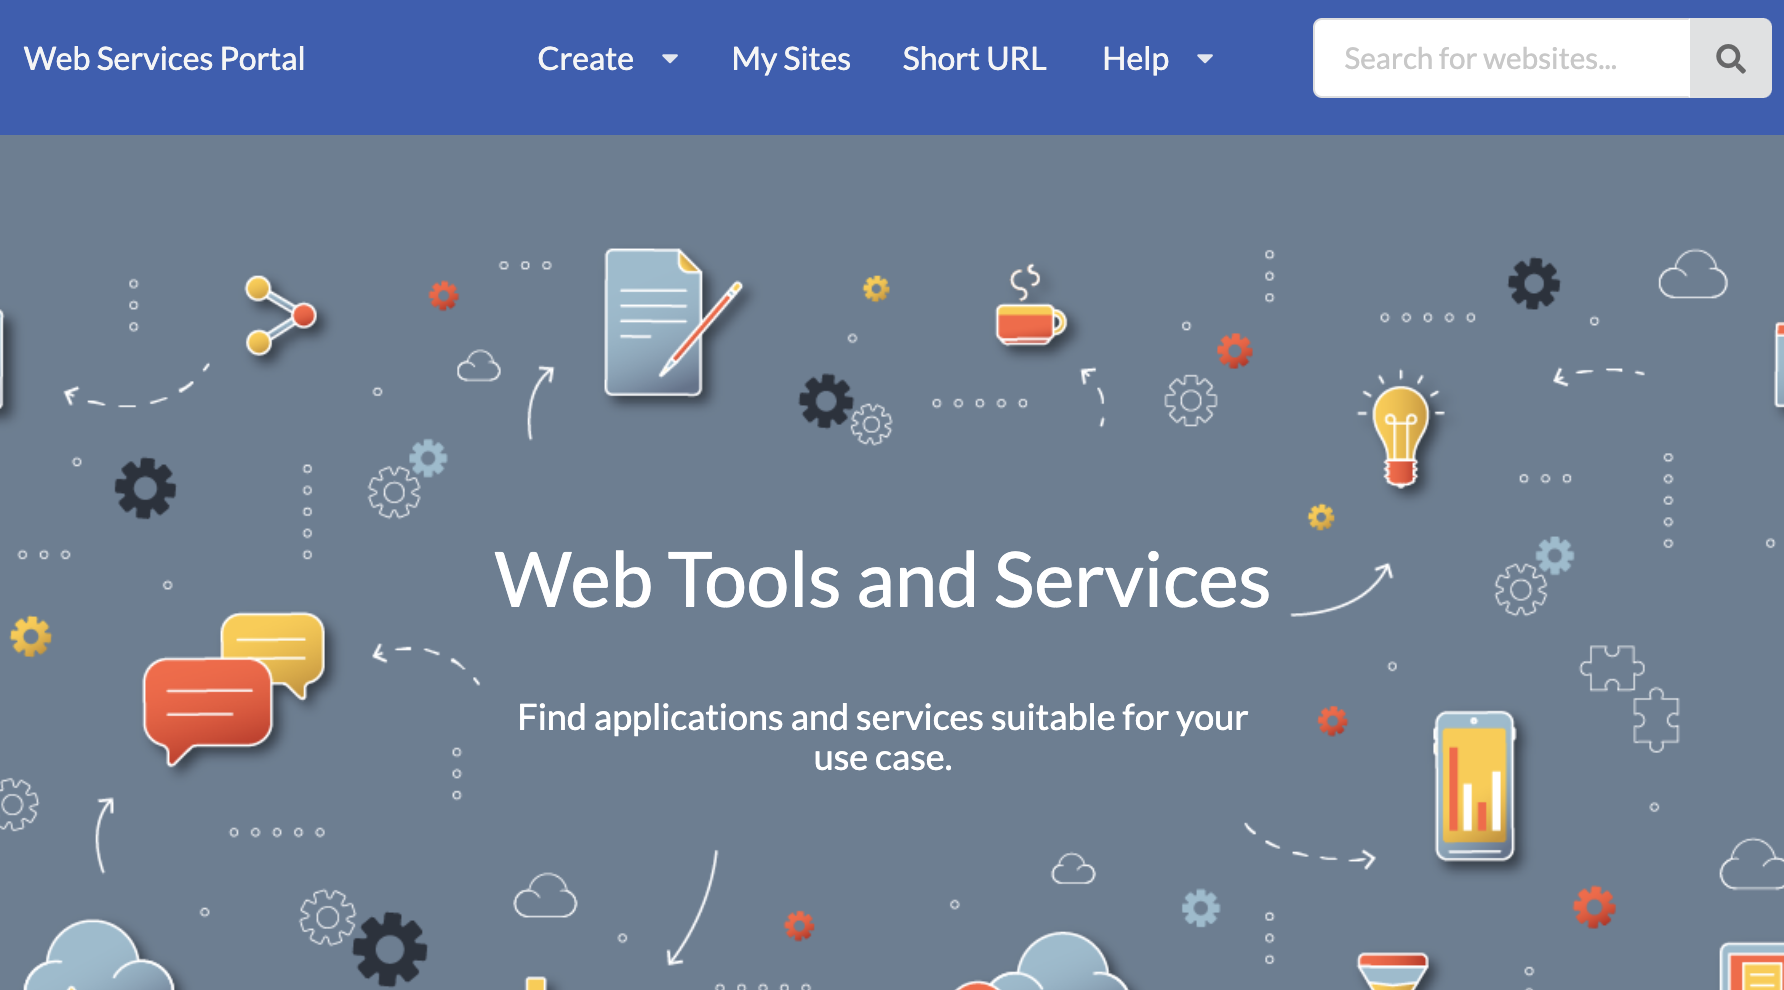 Web Services Portal
Create
My Sites
Short URL
Help
Search for websites...
Web Tools and Services
Find applications and services suitable for your
use case.